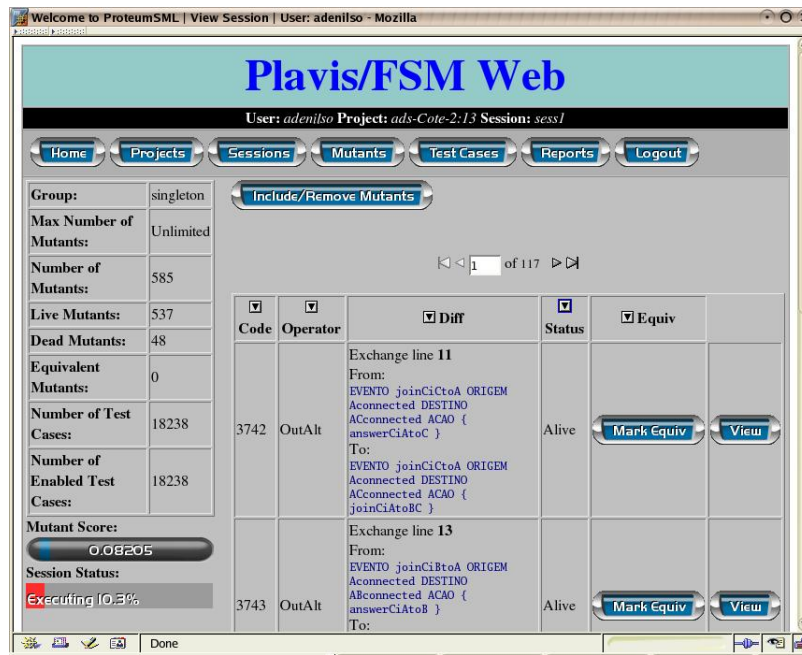 Welcome to ProteumSML | View Session | User: adenilso - Mozilla
Plavis/FSM Web
User: adenilso Project: ads-Cote-2:13 Session: sess1
Home Projects Sessions Mutants Test Cases Reports Logout
Group: singleton
Max Number of Mutants: Unlimited
Number of Mutants: 585
Live Mutants: 537
Dead Mutants: 48
Equivalent Mutants: 0
Number of Test Cases: 18238
Number of Enabled Test Cases: 18238
Mutant Score:
0.08205
Session Status:
Executing 10.3%
Include/Remove Mutants
1 of 117
Code Operator Diff Status Equiv
3742 OutAlt
Exchange line 11
From:
EVENTO joinCiCtoA ORIGEM
Aconnected DESTINO
ACconnected ACAO {
answerCiAtoC }
To:
EVENTO joinCiCtoA ORIGEM
Aconnected DESTINO
ACconnected ACAO {
joinCiAtoBC }
Alive Mark Equiv View
3743 OutAlt
Exchange line 13
From:
EVENTO joinCiBtoA ORIGEM
Aconnected DESTINO
ABconnected ACAO {
answerCiAtoB }
To:
Alive Mark Equiv View
Done